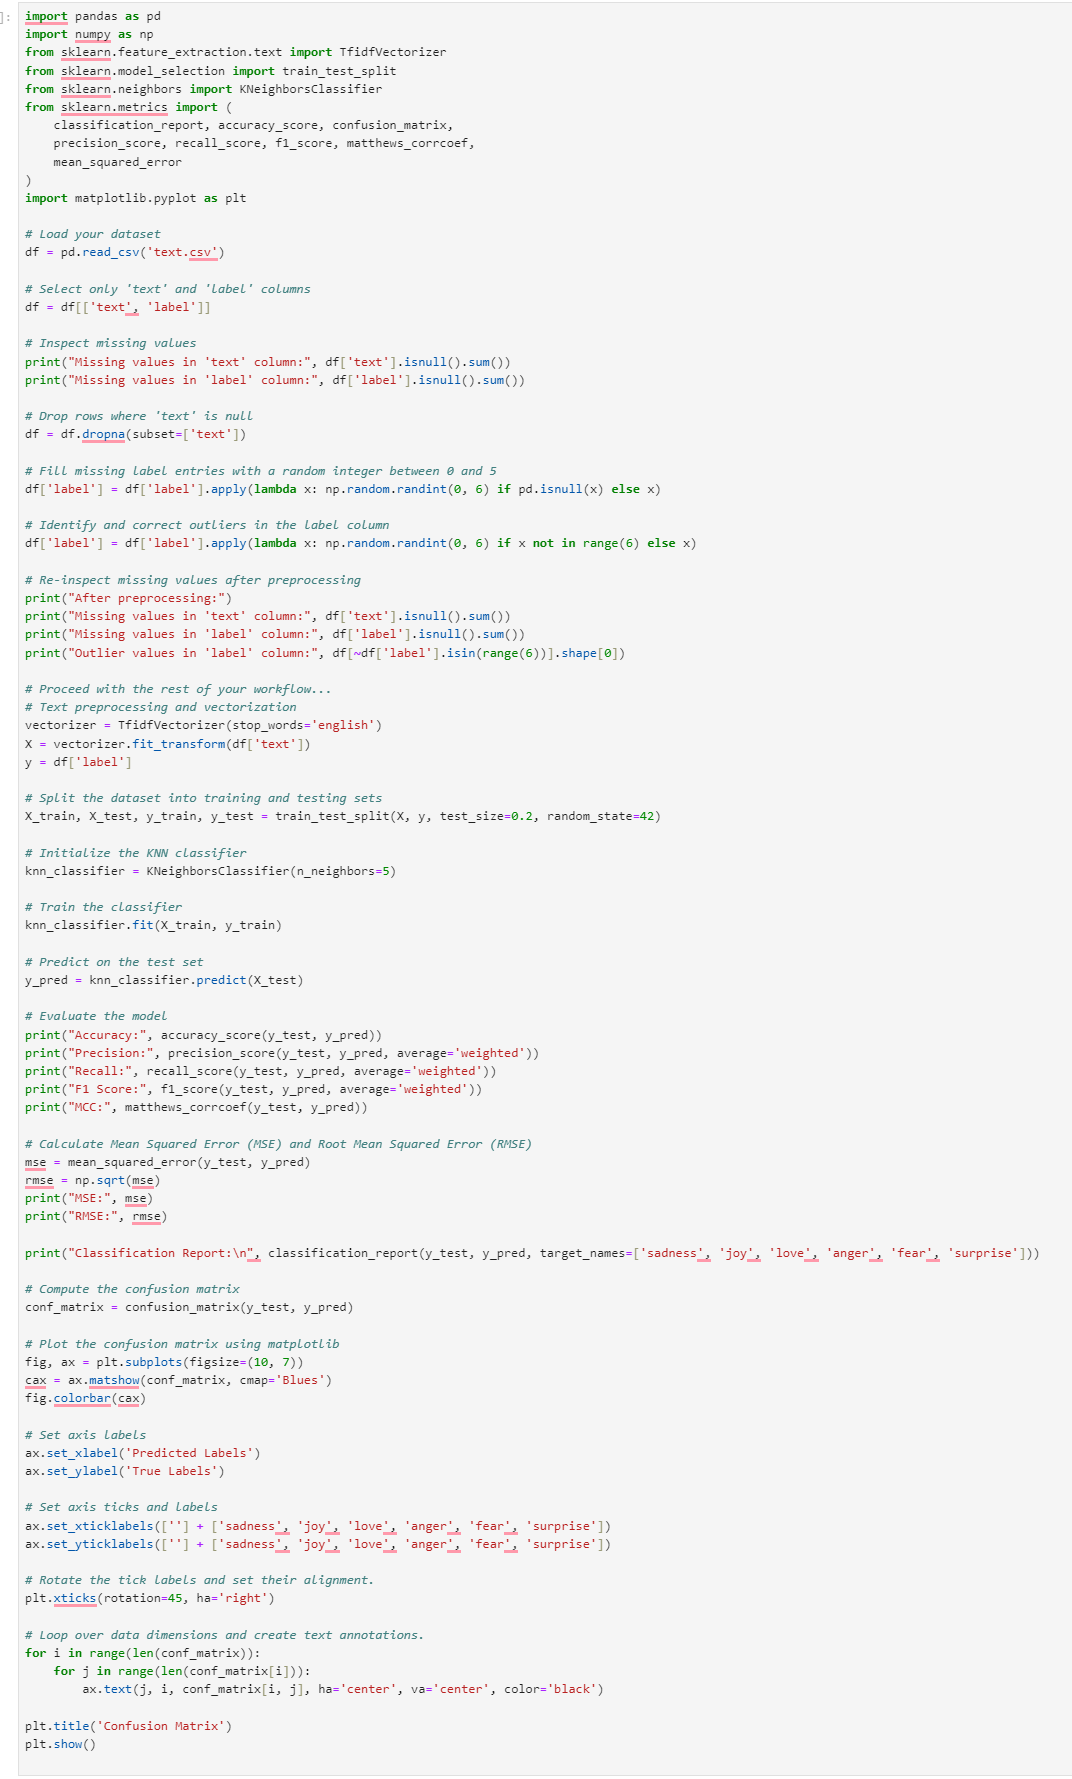 ]:
import pandas as pd
import numpy as np
from sklearn.feature_extraction.text import TfidfVectorizer
from sklearn.model_selection import train_test_split
from sklearn.neighbors import KNeighborsClassifier
from sklearn.metrics import (
    classification_report, accuracy_score, confusion_matrix,
    precision_score, recall_score, f1_score, matthews_corrcoef,
    mean_squared_error
)
import matplotlib.pyplot as plt

# Load your dataset
df = pd.read_csv('text.csv')

# Select only 'text' and 'label' columns
df = df[['text', 'label']]

# Inspect missing values
print("Missing values in 'text' column:", df['text'].isnull().sum())
print("Missing values in 'label' column:", df['label'].isnull().sum())

# Drop rows where 'text' is null
df = df.dropna(subset=['text'])

# Fill missing label entries with a random integer between 0 and 5
df['label'] = df['label'].apply(lambda x: np.random.randint(0, 6) if pd.isnull(x) else x)

# Identify and correct outliers in the label column
df['label'] = df['label'].apply(lambda x: np.random.randint(0, 6) if x not in range(6) else x)

# Re-inspect missing values after preprocessing
print("After preprocessing:")
print("Missing values in 'text' column:", df['text'].isnull().sum())
print("Missing values in 'label' column:", df['label'].isnull().sum())
print("Outlier values in 'label' column:", df[~df['label'].isin(range(6))].shape[0])

# Proceed with the rest of your workflow...
# Text preprocessing and vectorization
vectorizer = TfidfVectorizer(stop_words='english')
X = vectorizer.fit_transform(df['text'])
y = df['label']

# Split the dataset into training and testing sets
X_train, X_test, y_train, y_test = train_test_split(X, y, test_size=0.2, random_state=42)

# Initialize the KNN classifier
knn_classifier = KNeighborsClassifier(n_neighbors=5)

# Train the classifier
knn_classifier.fit(X_train, y_train)

# Predict on the test set
y_pred = knn_classifier.predict(X_test)

# Evaluate the model
print("Accuracy:", accuracy_score(y_test, y_pred))
print("Precision:", precision_score(y_test, y_pred, average='weighted'))
print("Recall:", recall_score(y_test, y_pred, average='weighted'))
print("F1 Score:", f1_score(y_test, y_pred, average='weighted'))
print("MCC:", matthews_corrcoef(y_test, y_pred))

# Calculate Mean Squared Error (MSE) and Root Mean Squared Error (RMSE)
mse = mean_squared_error(y_test, y_pred)
rmse = np.sqrt(mse)
print("MSE:", mse)
print("RMSE:", rmse)

print("Classification Report:\n", classification_report(y_test, y_pred, target_names=['sadness', 'joy', 'love', 'anger', 'fear', 'surprise']))

# Compute the confusion matrix
conf_matrix = confusion_matrix(y_test, y_pred)

# Plot the confusion matrix using matplotlib
fig, ax = plt.subplots(figsize=(10, 7))
cax = ax.matshow(conf_matrix, cmap='Blues')
fig.colorbar(cax)

# Set axis labels
ax.set_xlabel('Predicted Labels')
ax.set_ylabel('True Labels')

# Set axis ticks and labels
ax.set_xticklabels([''] + ['sadness', 'joy', 'love', 'anger', 'fear', 'surprise'])
ax.set_yticklabels([''] + ['sadness', 'joy', 'love', 'anger', 'fear', 'surprise'])

# Rotate the tick labels and set their alignment.
plt.xticks(rotation=45, ha='right')

# Loop over data dimensions and create text annotations.
for i in range(len(conf_matrix)):
    for j in range(len(conf_matrix[i])):
        ax.text(j, i, conf_matrix[i, j], ha='center', va='center', color='black')

plt.title('Confusion Matrix')
plt.show()